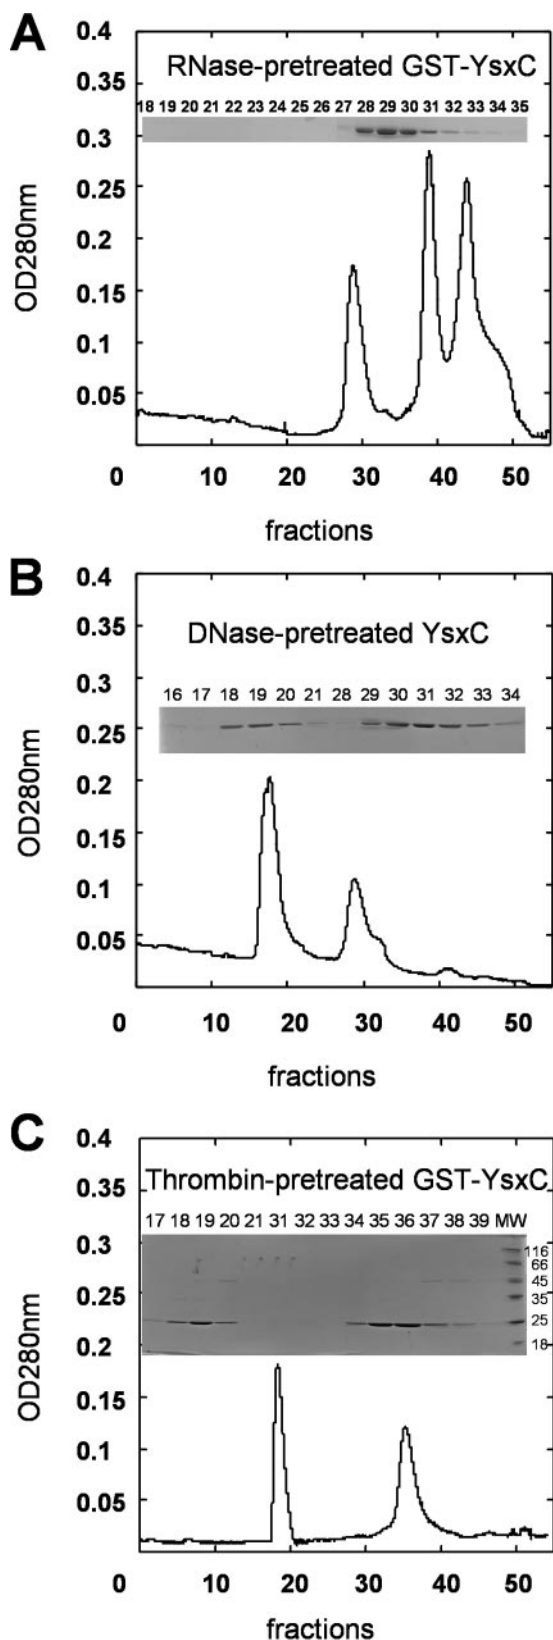 A
0.4
RNase-pretreated GST-YsxC
0.35
18 19 20 21 22 23 24 25 26 27 28 29 30 31 32 33 34 35
0.3
0.25
0.2
0.15
0.1
0.05
OD280nm
0 10 20 30 40 50
fractions
B
0.4
0.35
DNase-pretreated YsxC
0.3
16 17 18 19 20 21 28 29 30 31 32 33 34
0.25
0.2
0.15
0.1
0.05
OD280nm
0 10 20 30 40 50
fractions
C
0.4
Thrombin-pretreated GST-YsxC
0.35
17 18 19 20 21 31 32 33 34 35 36 37 38 39 MW
0.3
116
66
45
0.25
35
25
0.2
18
0.15
0.1
0.05
OD280nm
0 10 20 30 40 50
fractions